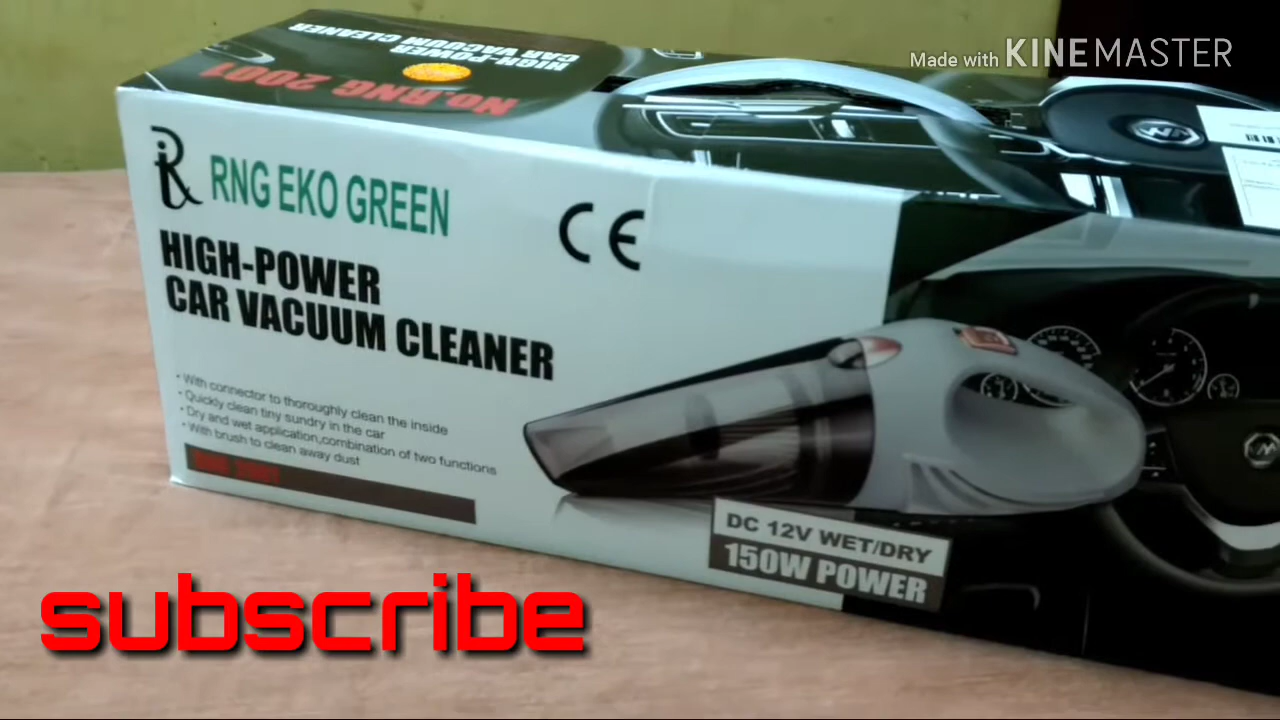 Made with KINEMASTER
HIGH-POWER
CAR VACUUM CLEANER
NO.RNG 2001
RNG EKO GREEN
CE
HIGH-POWER
CAR VACUUM CLEANER
• With connector to thoroughly clean the inside
• Quickly clean tiny sundry in the car
• Dry and wet application,combination of two functions
• With brush to clean away dust
DC 12V WET/DRY
150W POWER
subscribe